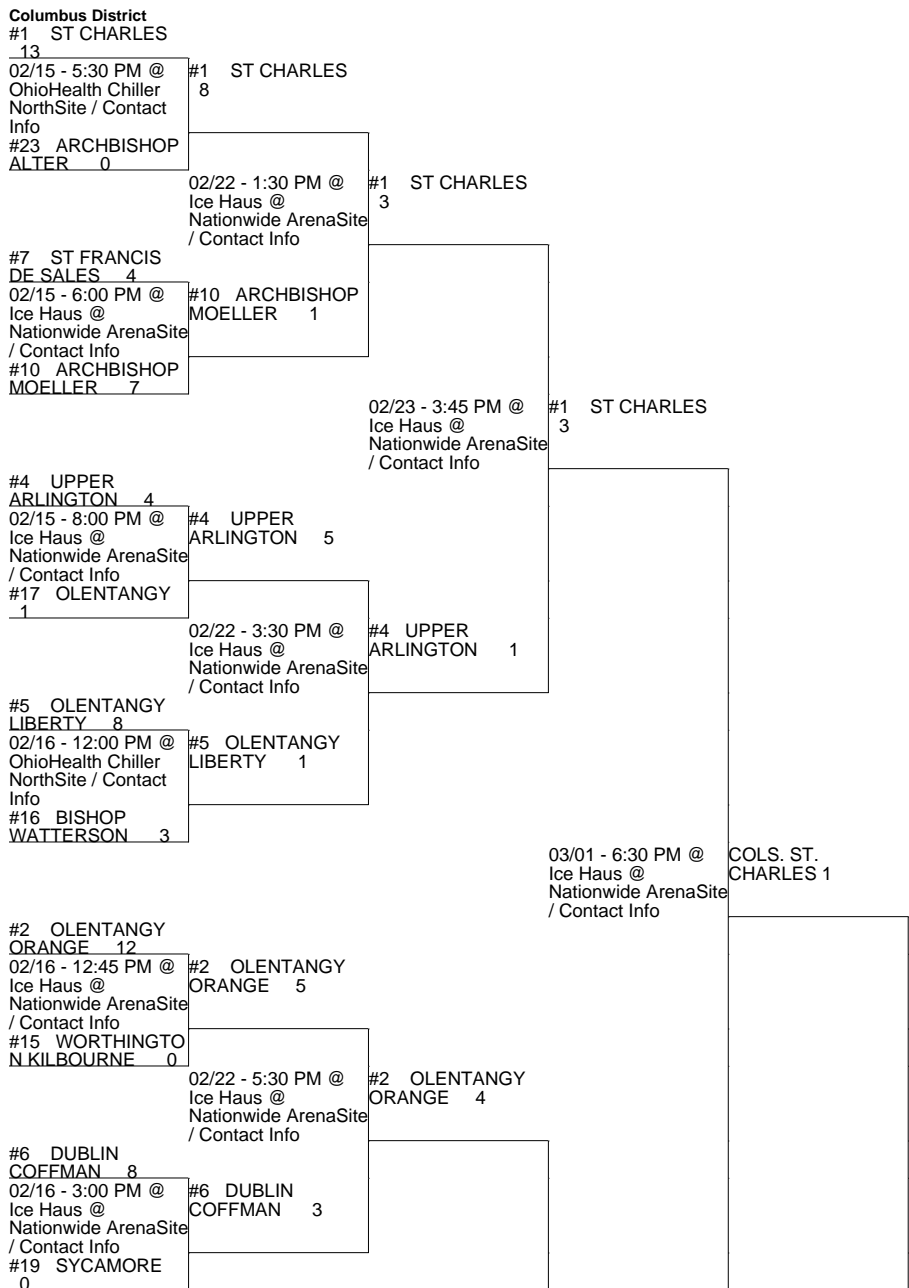 Columbus District
#1 ST CHARLES
13
02/15 - 5:30 PM @
OhioHealth Chiller
NorthSite / Contact
Info
#23 ARCHBISHOP
ALTER 0
#1 ST CHARLES
8
02/22 - 1:30 PM @
Ice Haus @
Nationwide ArenaSite
/ Contact Info
#1 ST CHARLES
3
#7 ST FRANCIS
DE SALES 4
02/15 - 6:00 PM @
Ice Haus @
Nationwide ArenaSite
/ Contact Info
#10 ARCHBISHOP
MOELLER 7
#10 ARCHBISHOP
MOELLER 1
02/23 - 3:45 PM @
Ice Haus @
Nationwide ArenaSite
/ Contact Info
#1 ST CHARLES
3
#4 UPPER
ARLINGTON 4
02/15 - 8:00 PM @
Ice Haus @
Nationwide ArenaSite
/ Contact Info
#17 OLENTANGY
1
#4 UPPER
ARLINGTON 5
02/22 - 3:30 PM @
Ice Haus @
Nationwide ArenaSite
/ Contact Info
#4 UPPER
ARLINGTON 1
#5 OLENTANGY
LIBERTY 8
02/16 - 12:00 PM @
OhioHealth Chiller
NorthSite / Contact
Info
#16 BISHOP
WATTERSON 3
#5 OLENTANGY
LIBERTY 1
03/01 - 6:30 PM @
Ice Haus @
Nationwide ArenaSite
/ Contact Info
COLS. ST.
CHARLES 1
#2 OLENTANGY
ORANGE 12
02/16 - 12:45 PM @
Ice Haus @
Nationwide ArenaSite
/ Contact Info
#15 WORTHINGTO
N KILBOURNE 0
#2 OLENTANGY
ORANGE 5
02/22 - 5:30 PM @
Ice Haus @
Nationwide ArenaSite
/ Contact Info
#2 OLENTANGY
ORANGE 4
#6 DUBLIN
COFFMAN 8
02/16 - 3:00 PM @
Ice Haus @
Nationwide ArenaSite
/ Contact Info
#19 SYCAMORE
0
#6 DUBLIN
COFFMAN 3